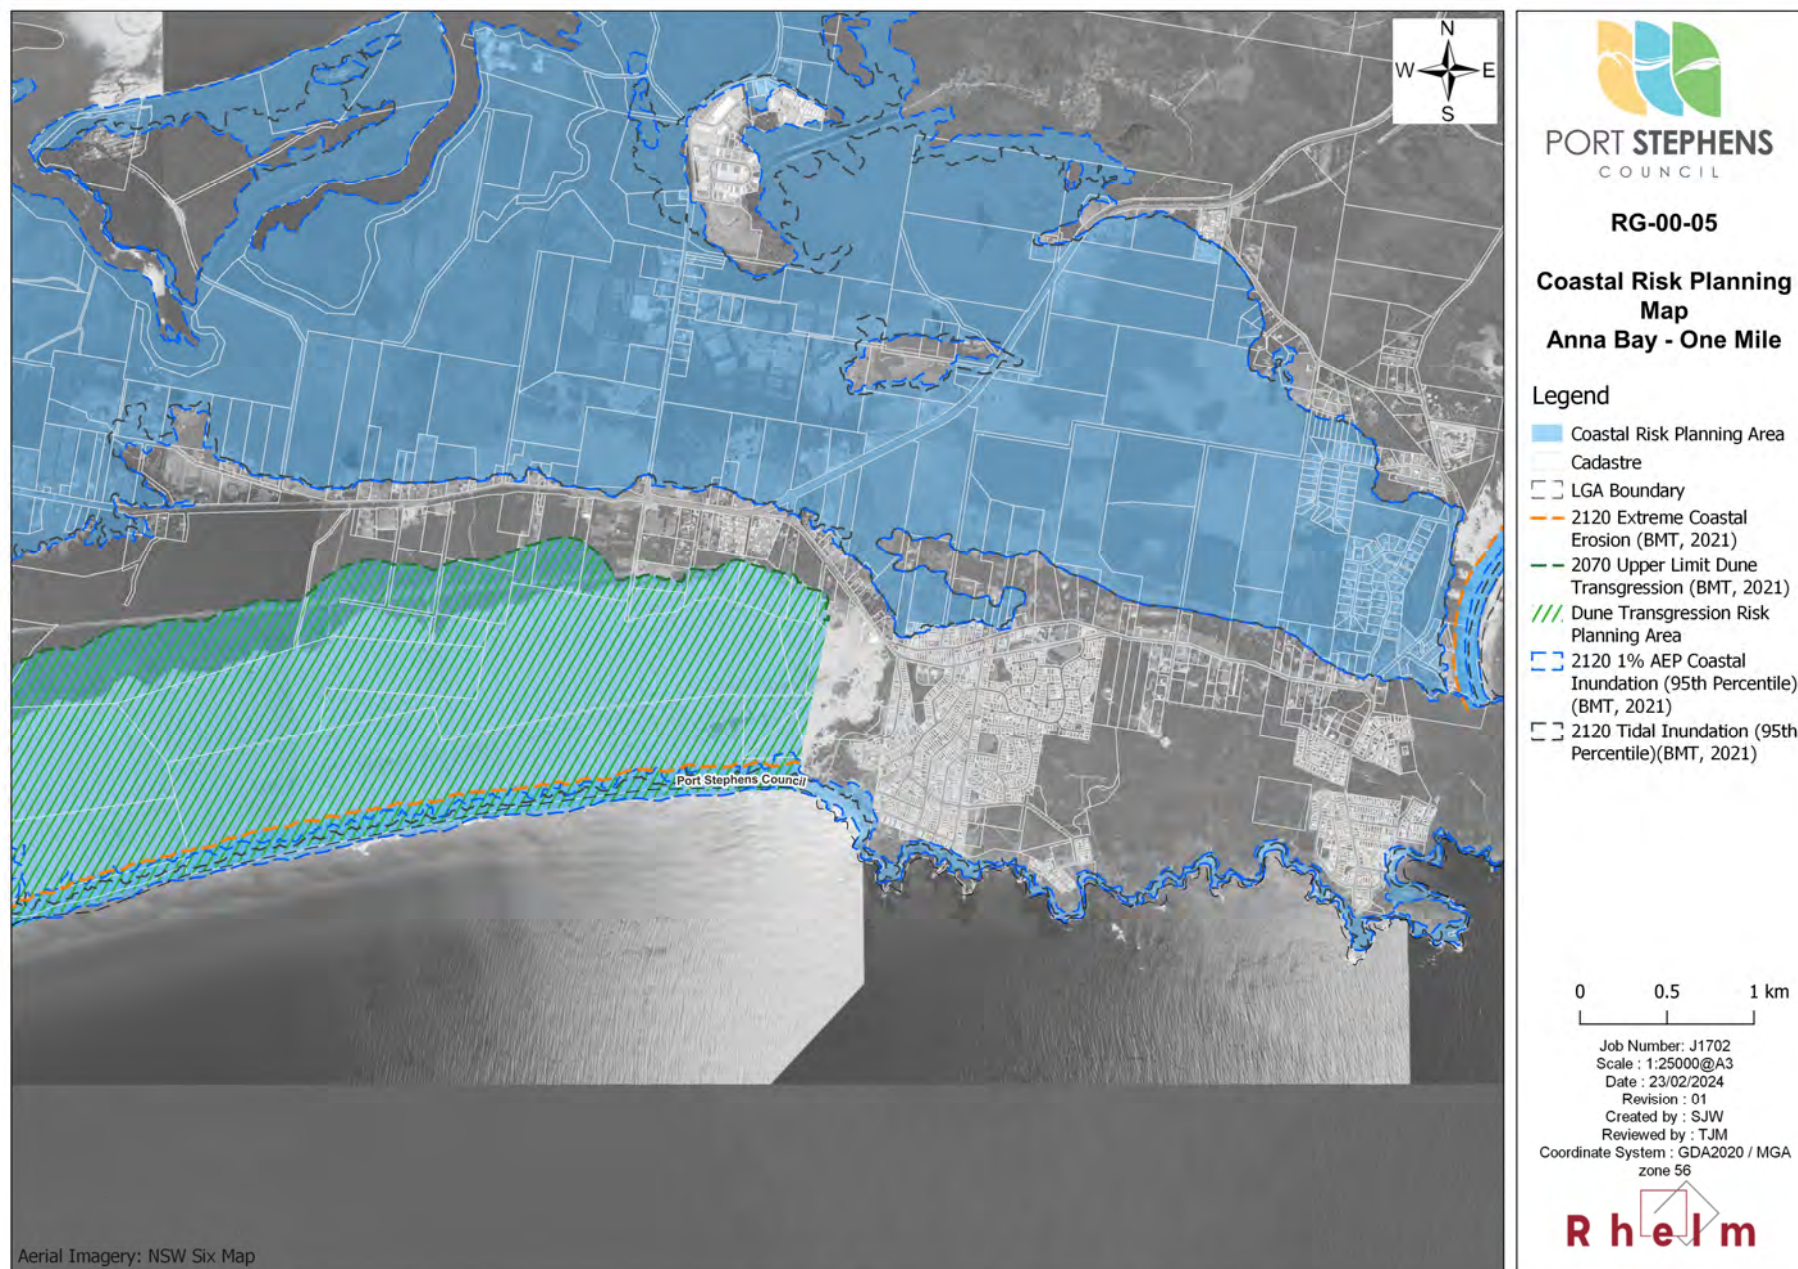 N
W E
S
Port Stephens Council
Aerial Imagery: NSW Six Map
PORT STEPHENS
COUNCIL
RG-00-05
Coastal Risk Planning
Map
Anna Bay - One Mile
Legend
Coastal Risk Planning Area
Cadastre
LGA Boundary
2120 Extreme Coastal
Erosion (BMT, 2021)
2070 Upper Limit Dune
Transgression (BMT, 2021)
Dune Transgression Risk
Planning Area
2120 1% AEP Coastal
Inundation (95th Percentile)
(BMT, 2021)
2120 Tidal Inundation (95th
Percentile)(BMT, 2021)
0 0.5 1 km
Job Number: J1702
Scale : 1:25000@A3
Date : 23/02/2024
Revision : 01
Created by : SJW
Reviewed by : TJM
Coordinate System : GDA2020 / MGA
zone 56
Rhelm